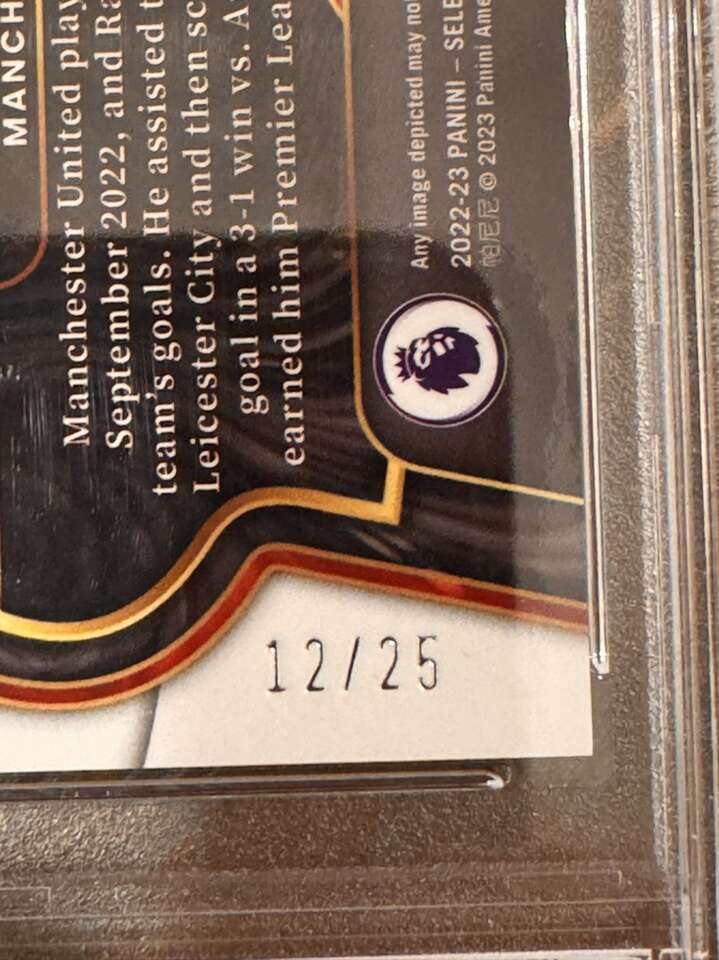 MANCH
Manchester United play
September 2022, and Ra
team's goals. He assisted t
Leicester City and then sc
goal in a 3-1 win vs. A
earned him Premier Lea
Any image depicted may no
2022-23 PANINI – SELE
帕尼尼 © 2023 Panini Ame
12/25